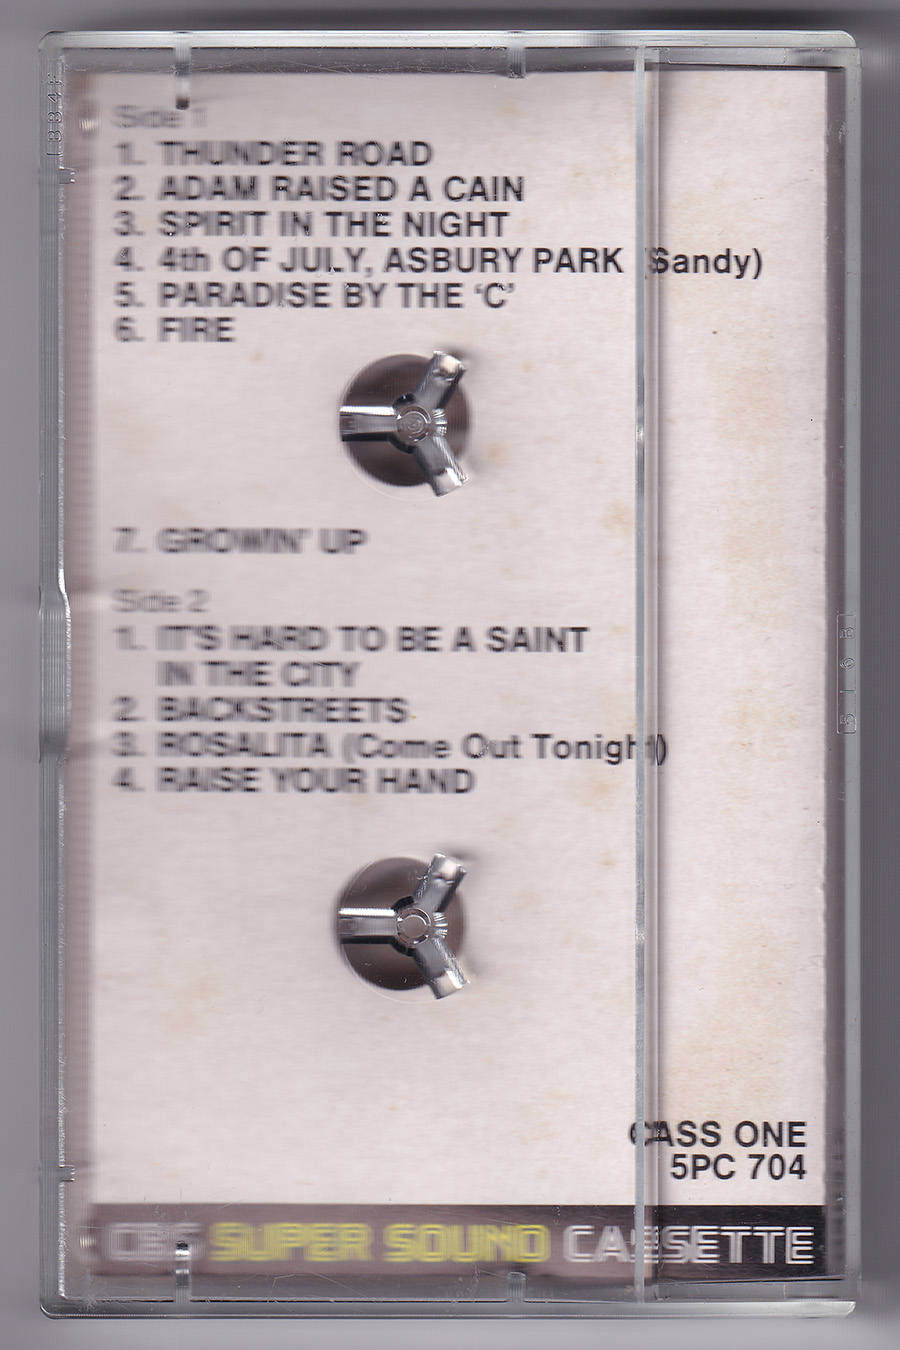 Side 1
1. THUNDER ROAD
2. ADAM RAISED A CAIN
3. SPIRIT IN THE NIGHT
4. 4th OF JULY, ASBURY PARK (Sandy)
5. PARADISE BY THE ‘C’
6. FIRE
7. GROWIN’ UP
Side 2
1. IT’S HARD TO BE A SAINT
IN THE CITY
2. BACKSTREETS
3. ROSALITA (Come Out Tonight)
4. RAISE YOUR HAND
CASS ONE
5PC 704
CBS SUPER SOUND CASSETTE